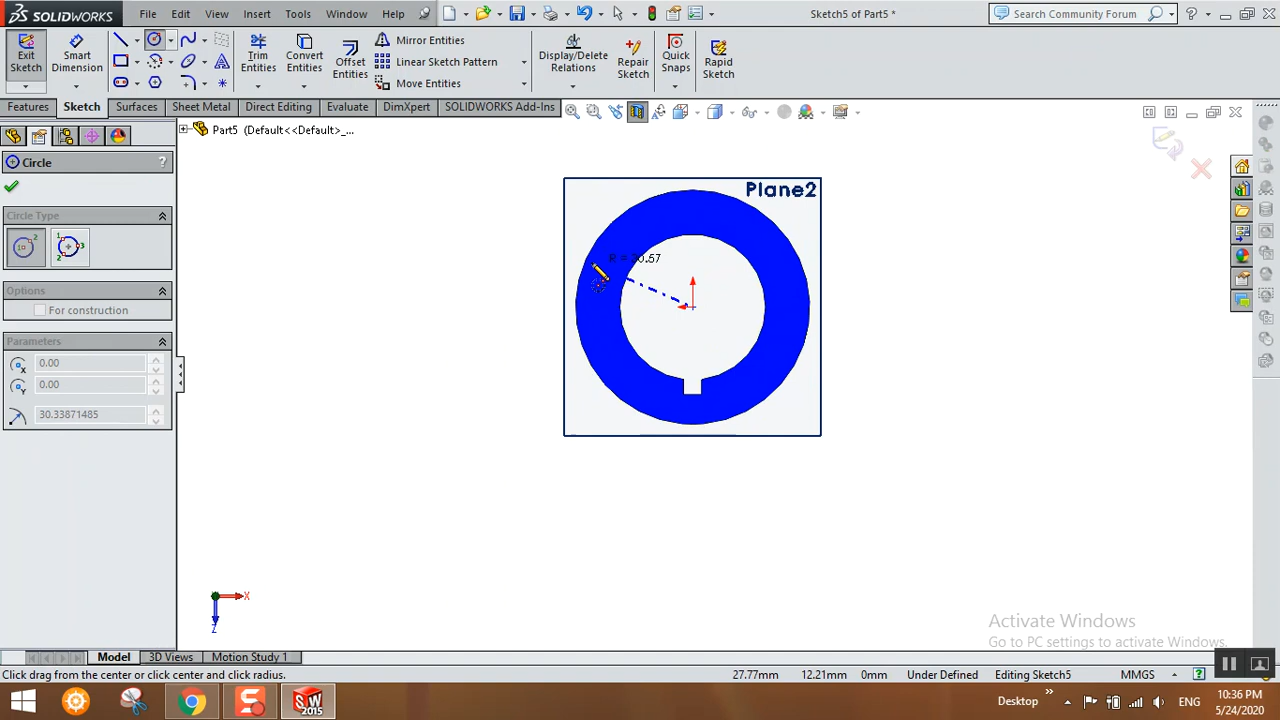 SOLIDWORKS File Edit View Insert Tools Window Help Sketch5 of Part5 * Search Community Forum
Exit Sketch Smart Dimension Trim Entities Convert Entities Offset Entities Mirror Entities Linear Sketch Pattern Move Entities Display/Delete Relations Repair Sketch Quick Snaps Rapid Sketch
Features Sketch Surfaces Sheet Metal Direct Editing Evaluate DimXpert SOLIDWORKS Add-Ins
Part5 (Default<<Default>_...
Circle ?
Circle Type
Options
For construction
Parameters
0.00
0.00
30.33871485
Plane2
R = 30.57
X
Z
Activate Windows
Go to PC settings to activate Windows.
Model 3D Views Motion Study 1
Click drag from the center or click center and click radius. 27.77mm 12.21mm 0mm Under Defined Editing Sketch5 MMGS
SW 2015 Desktop ENG 10:36 PM
5/24/2020